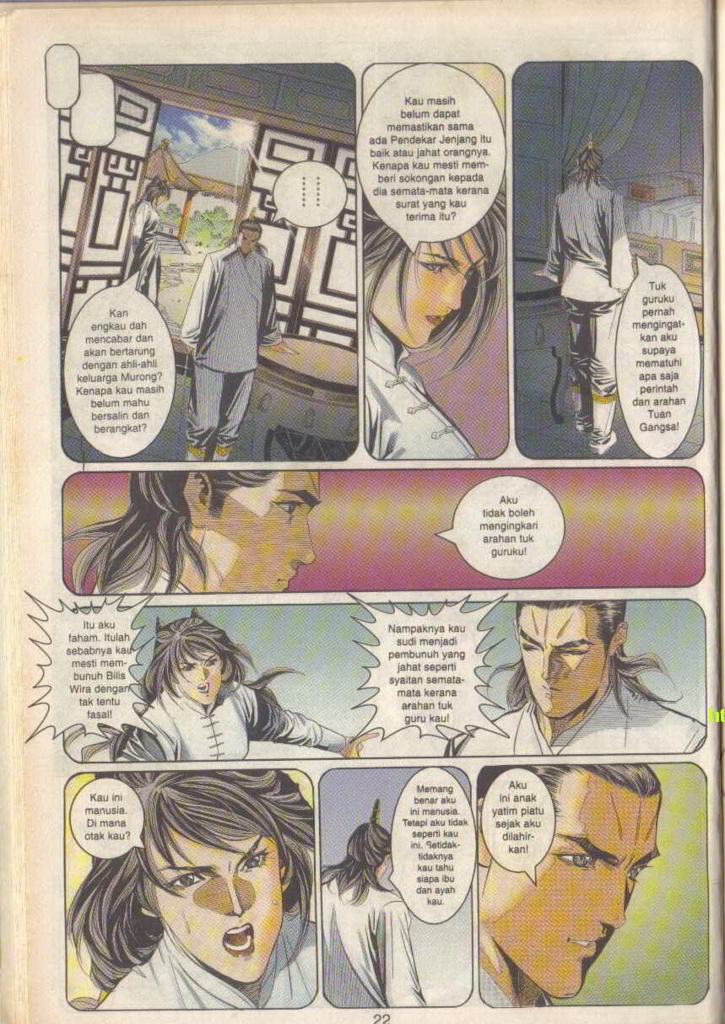 Kan
engkau dah
mencabar dan
akan bertarung
dengan ahli-ahli
keluarga Murong?
Kenapa kau masih
belum mahu
bersalin dan
berangkat?
Kau masih
belum dapat
memastikan sama
ada Pendekar Jenjang itu
baik atau jahat orangnya.
Kenapa kau mesti mem-
beri sokongan kepada
dia semata-mata kerana
surat yang kau
terima itu?
Tuk
guruku
pernah
mengingat-
kan aku
supaya
mematuhi
apa saja
perintah
dan arahan
Tuan
Gangsa!
Aku
tidak boleh
mengingkari
arahan tuk
guruku!
Itu aku
faham. Itulah
sebabnya kau
mesti mem-
bunuh Bilis
Wira dengan
tak tentu
fasal!
Nampaknya kau
sudi menjadi
pembunuh yang
jahat seperti
syaitan semata-
mata kerana
arahan tuk
guru kau!
Kau ini
manusia.
Di mana
otak kau?
Memang
benar aku
ini manusia.
Tetapi aku tidak
seperti kau
ini. Setidak-
tidaknya
kau tahu
siapa ibu
dan ayah
kau.
Aku
ini anak
yatim piatu
sejak aku
dilahir-
kan!
22